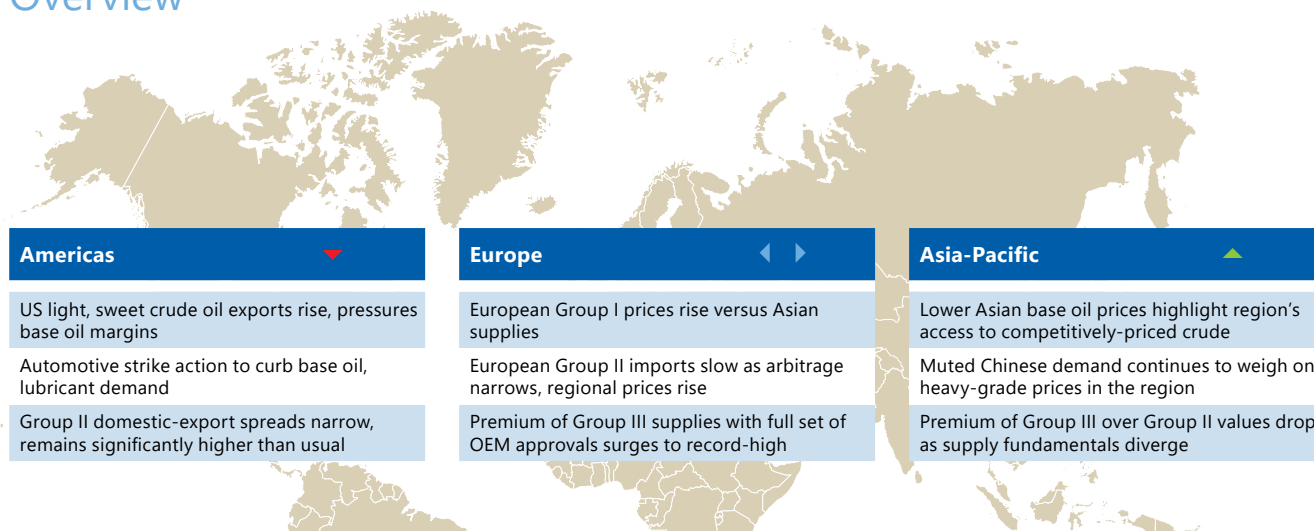 Overview
Americas
US light, sweet crude oil exports rise, pressures
base oil margins
Automotive strike action to curb base oil,
lubricant demand
Group II domestic-export spreads narrow,
remains significantly higher than usual
Europe
European Group I prices rise versus Asian
supplies
European Group II imports slow as arbitrage
narrows, regional prices rise
Premium of Group III supplies with full set of
OEM approvals surges to record-high
Asia-Pacific
Lower Asian base oil prices highlight region’s
access to competitively-priced crude
Muted Chinese demand continues to weigh on
heavy-grade prices in the region
Premium of Group III over Group II values drop
as supply fundamentals diverge